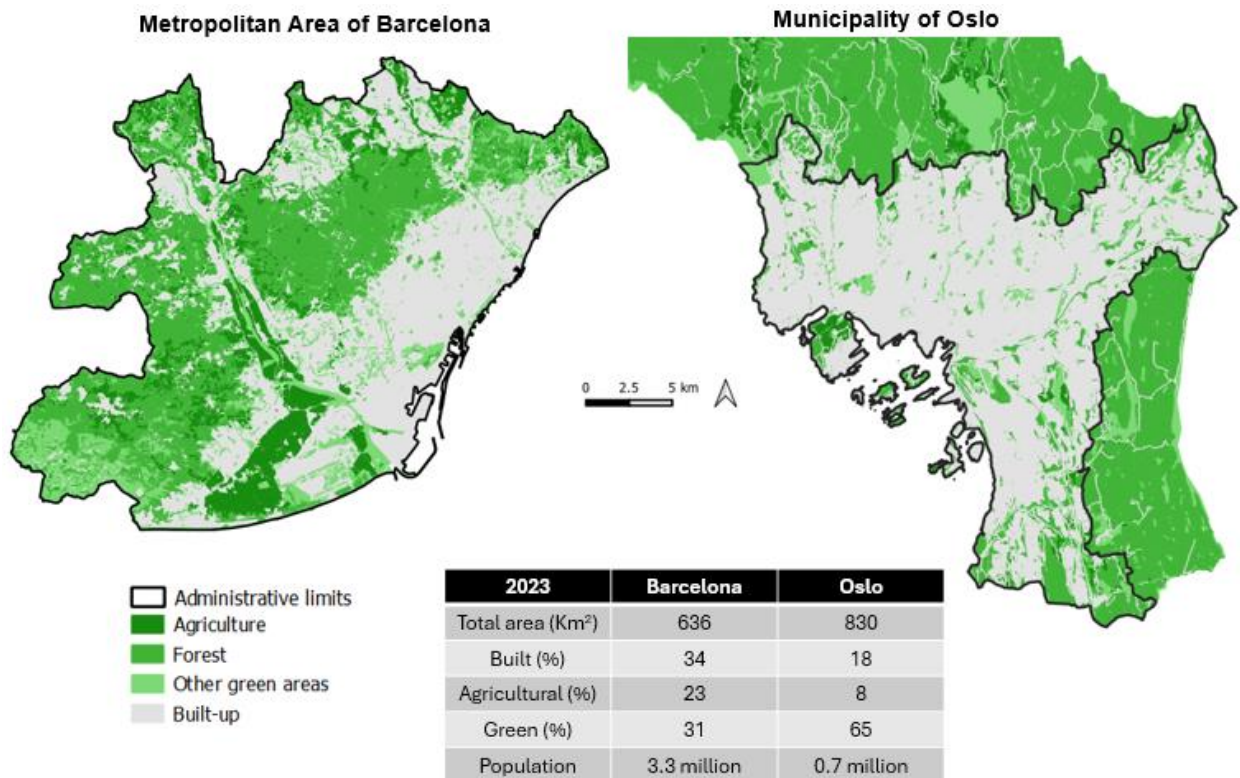 Metropolitan Area of Barcelona
Municipality of Oslo
0 2.5 5 km
Administrative limits
Agriculture
Forest
Other green areas
Built-up
2023 Barcelona Oslo
Total area (Km²) 636 830
Built (%) 34 18
Agricultural (%) 23 8
Green (%) 31 65
Population 3.3 million 0.7 million